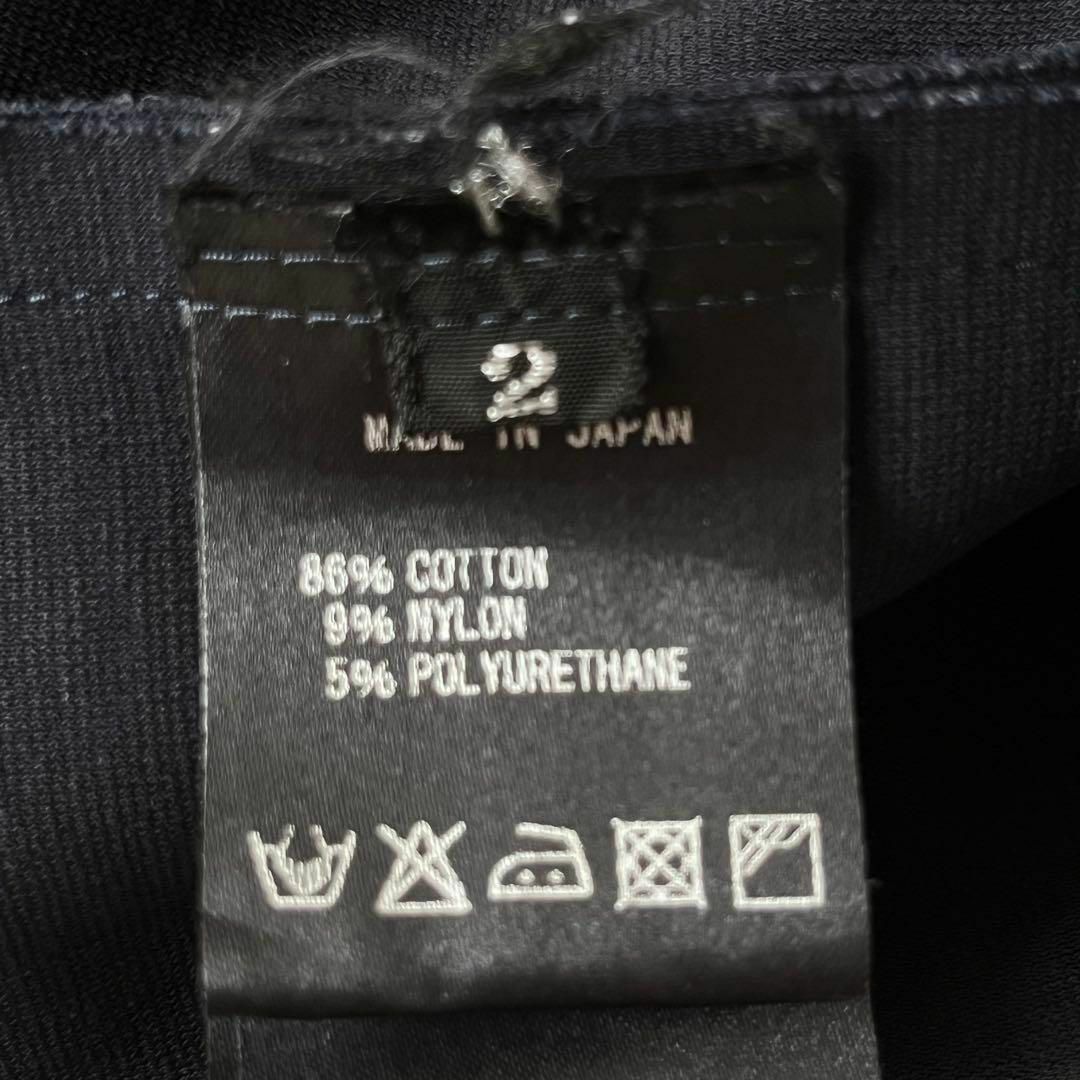 2
MADE IN JAPAN
86% COTTON
9% NYLON
5% POLYURETHANE